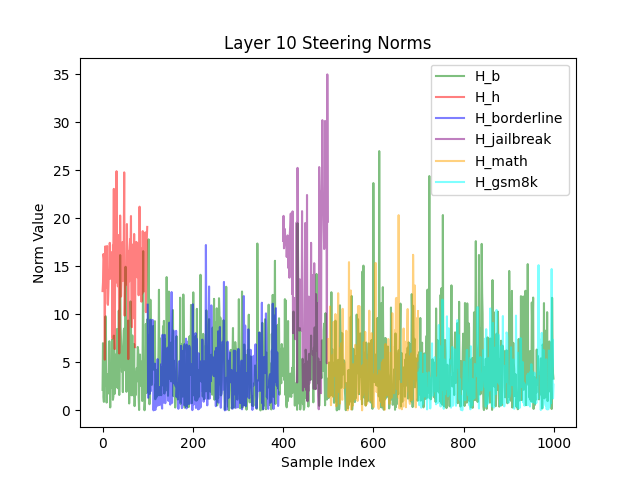 Layer 10 Steering Norms
Norm Value
35
30
25
20
15
10
5
0
0
200
400
600
800
1000
Sample Index
H_b
H_h
H_borderline
H_jailbreak
H_math
H_gsm8k